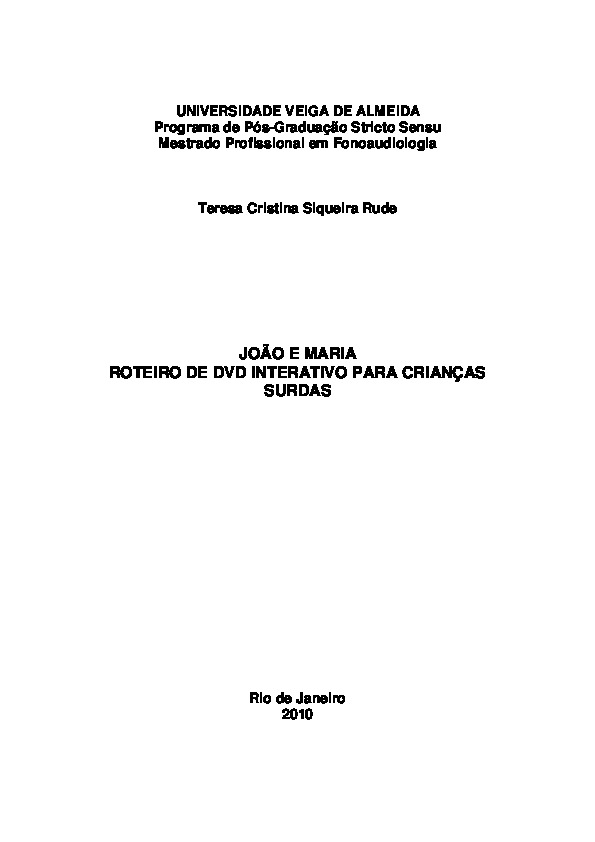 UNIVERSIDADE VEIGA DE ALMEIDA
Programa de Pós-Graduação Stricto Sensu
Mestrado Profissional em Fonoaudiologia
Teresa Cristina Siqueira Rude
JOÃO E MARIA
ROTEIRO DE DVD INTERATIVO PARA CRIANÇAS
SURDAS
Rio de Janeiro
2010